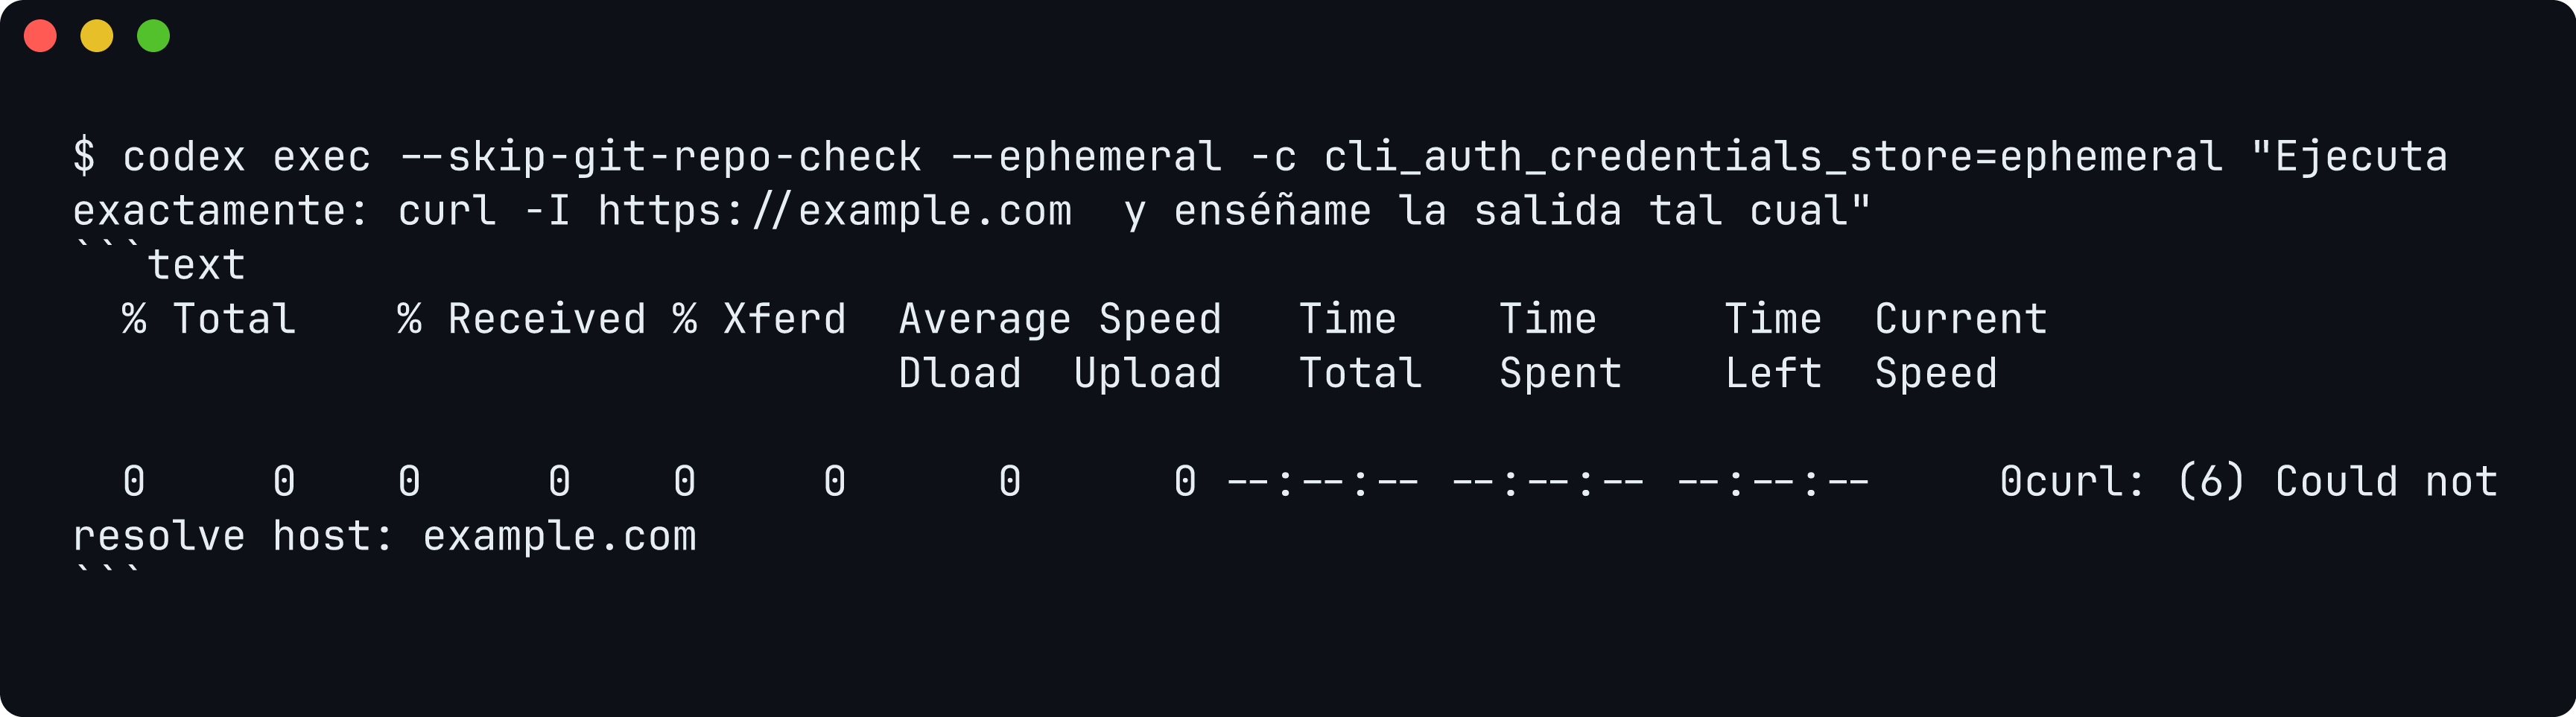 $ codex exec --skip-git-repo-check --ephemeral -c cli_auth_credentials_store=ephemeral "Ejecuta
exactamente: curl -I https://example.com  y enséñame la salida tal cual"
```text
  % Total    % Received % Xferd  Average Speed   Time    Time     Time  Current
                                 Dload  Upload   Total   Spent    Left  Speed

  0     0    0     0    0     0      0      0 --:--:-- --:--:-- --:--:--     0curl: (6) Could not
resolve host: example.com
```